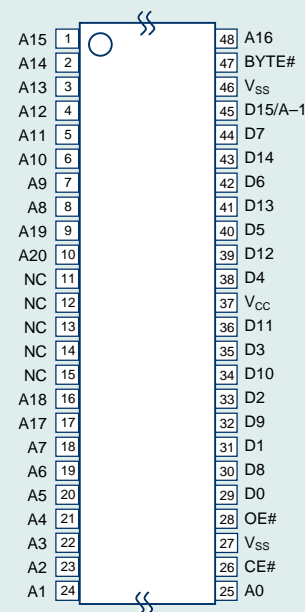 A15 1 48 A16
A14 2 47 BYTE#
A13 3 46 VSS
A12 4 45 D15/A–1
A11 5 44 D7
A10 6 43 D14
A9 7 42 D6
A8 8 41 D13
A19 9 40 D5
A20 10 39 D12
NC 11 38 D4
NC 12 37 VCC
NC 13 36 D11
NC 14 35 D3
NC 15 34 D10
A18 16 33 D2
A17 17 32 D9
A7 18 31 D1
A6 19 30 D8
A5 20 29 D0
A4 21 28 OE#
A3 22 27 VSS
A2 23 26 CE#
A1 24 25 A0